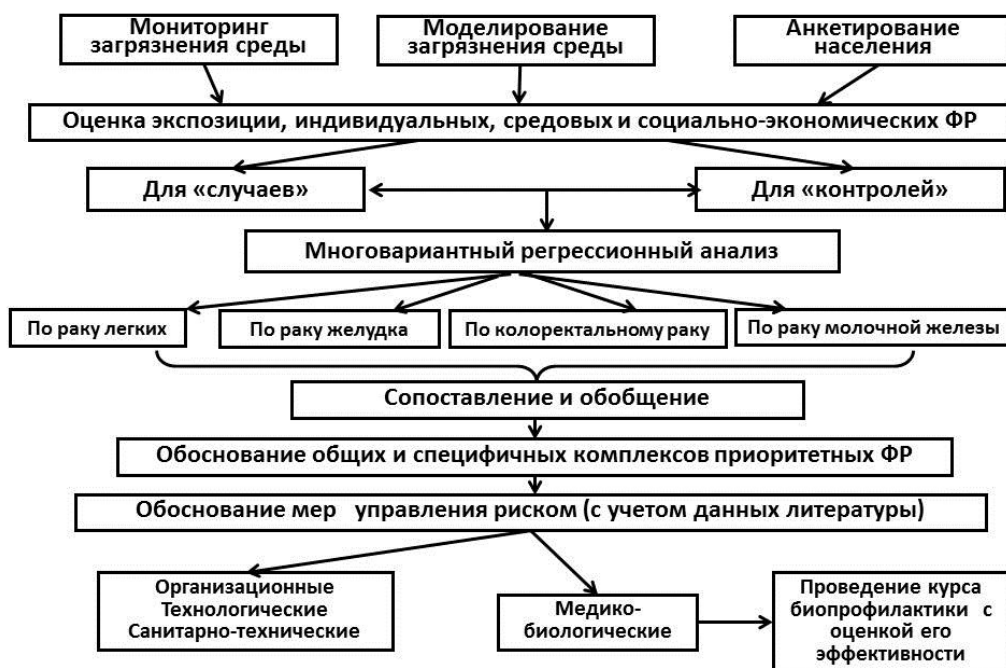 Мониторинг
загрязнения среды
Моделирование
загрязнения среды
Анкетирование
населения
Оценка экспозиции, индивидуальных, средовых и социально-экономических ФР
Для «случаев»
Для «контролей»
Многовариантный регрессионный анализ
По раку легких
По раку желудка
По колоректальному раку
По раку молочной железы
Сопоставление и обобщение
Обоснование общих и специфичных комплексов приоритетных ФР
Обоснование мер управления риском (с учетом данных литературы)
Организационные
Технологические
Санитарно-технические
Медико-
биологические
Проведение курса
биопрофилактики с
оценкой его
эффективности